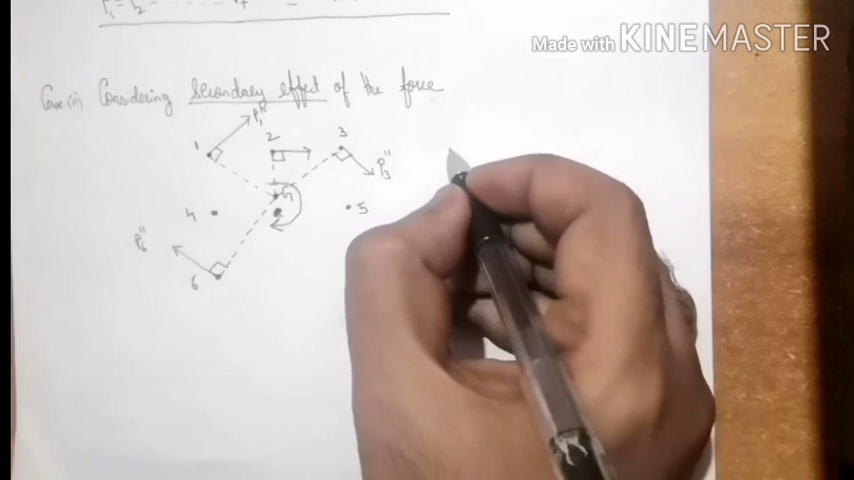 Made with KINEMASTER
Case (ii) Considering Secondary effect of the force
P1"
1
2
3
P3"
G
4
5
P6"
6